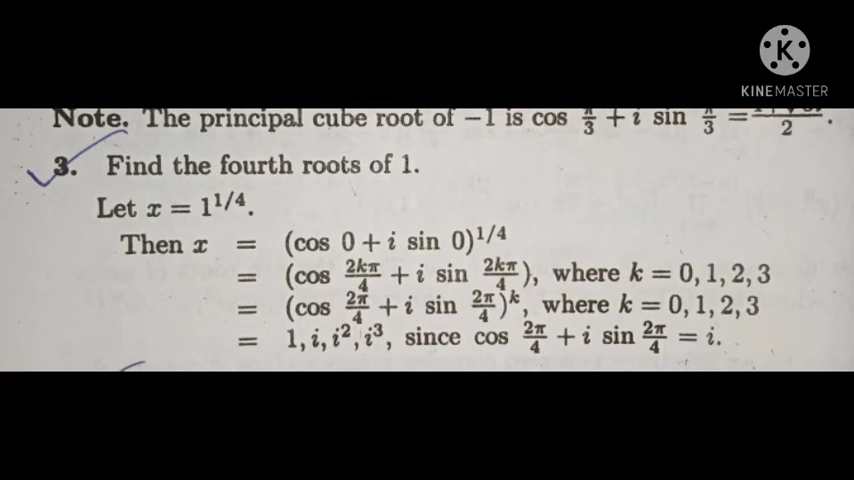 KINEMASTER
Note. The principal cube root of −1 is cos π/3 + i sin π/3 = /2.
3. Find the fourth roots of 1.
Let x = 1^{1/4}.
Then x = (cos 0 + i sin 0)^{1/4}
= (cos 2kπ/4 + i sin 2kπ/4), where k = 0, 1, 2, 3
= (cos 2π/4 + i sin 2π/4)^k, where k = 0, 1, 2, 3
= 1, i, i², i³, since cos 2π/4 + i sin 2π/4 = i.